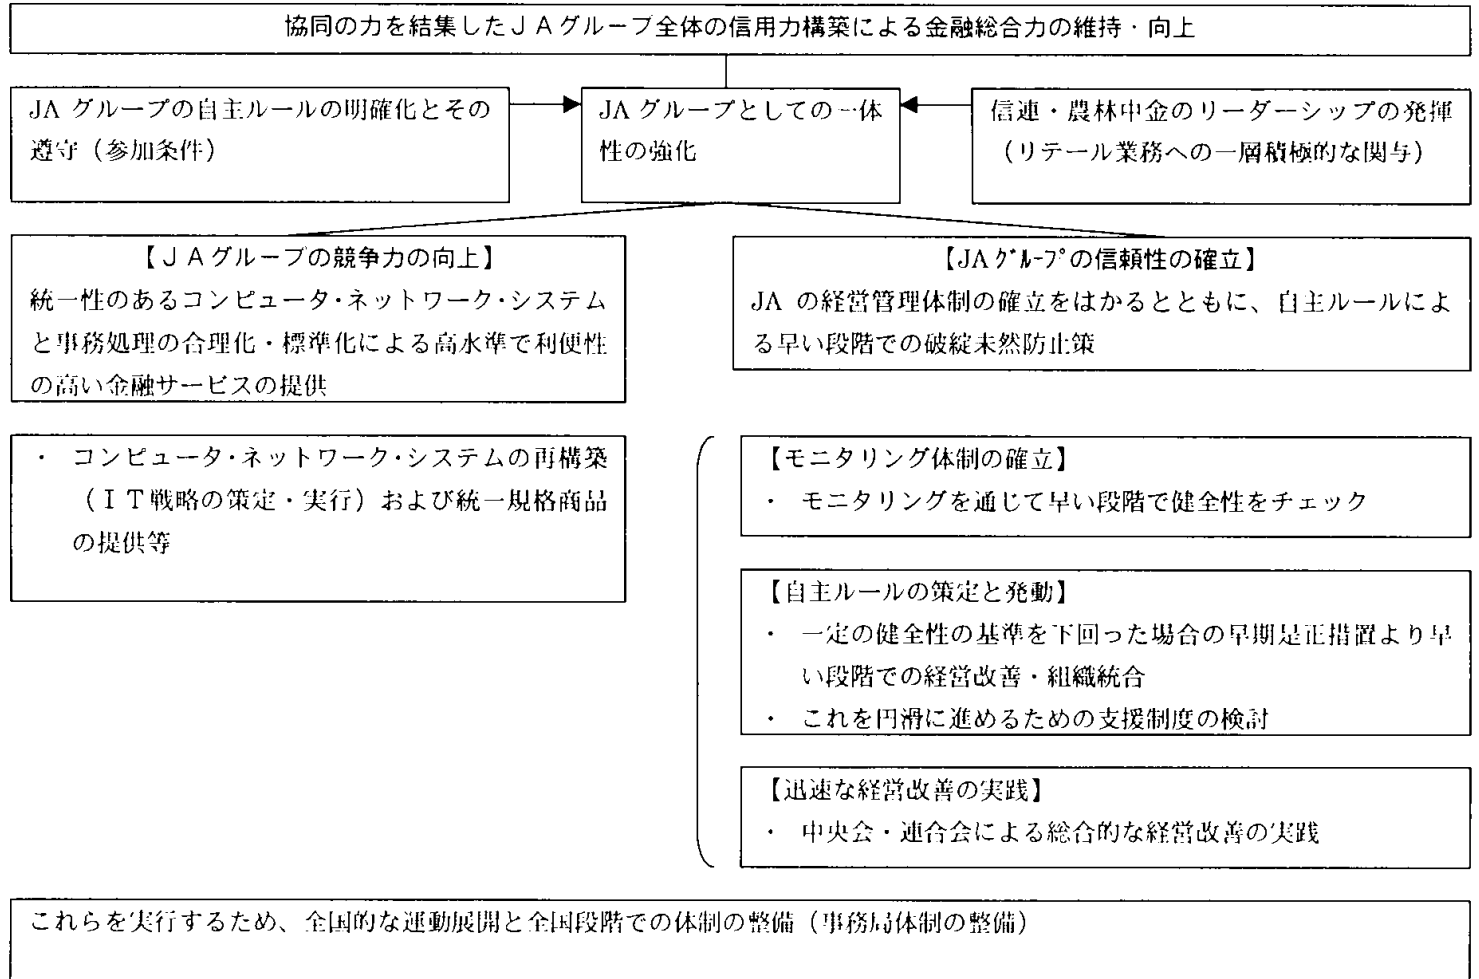 協同の力を結集したＪＡグループ全体の信用力構築による金融総合力の維持・向上
JA グループの自主ルールの明確化とその
遵守（参加条件）
JA グループとしての一体
性の強化
信連・農林中金のリーダーシップの発揮
（リテール業務への一層積極的な関与）
【ＪＡグループの競争力の向上】
統一性のあるコンピュータ・ネットワーク・システム
と事務処理の合理化・標準化による高水準で利便性
の高い金融サービスの提供
・ コンピュータ・ネットワーク・システムの再構築
（ＩＴ戦略の策定・実行）および統一規格商品
の提供等
【JAｸﾞﾙｰﾌﾟの信頼性の確立】
JA の経営管理体制の確立をはかるとともに、自主ルールによ
る早い段階での破綻未然防止策
【モニタリング体制の確立】
・ モニタリングを通じて早い段階で健全性をチェック
【自主ルールの策定と発動】
・ 一定の健全性の基準を下回った場合の早期是正措置より早
い段階での経営改善・組織統合
・ これを円滑に進めるための支援制度の検討
【迅速な経営改善の実践】
・ 中央会・連合会による総合的な経営改善の実践
これらを実行するため、全国的な運動展開と全国段階での体制の整備（事務局体制の整備）